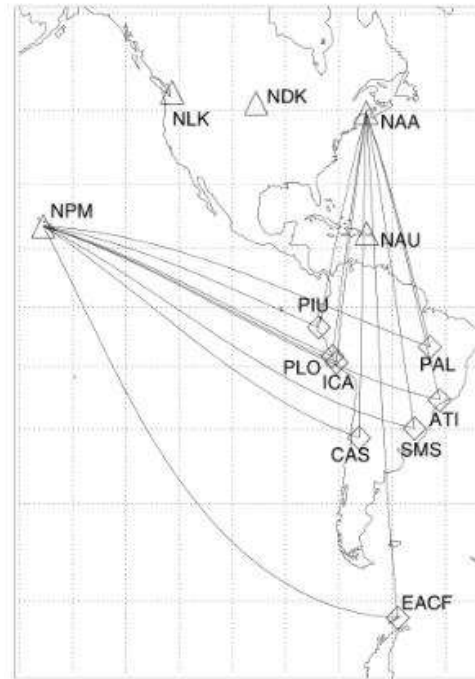 NDK
NLK
NAA
NPM
NAU
PIU
PLO
PAL
ICA
ATI
CAS
SMS
EACF